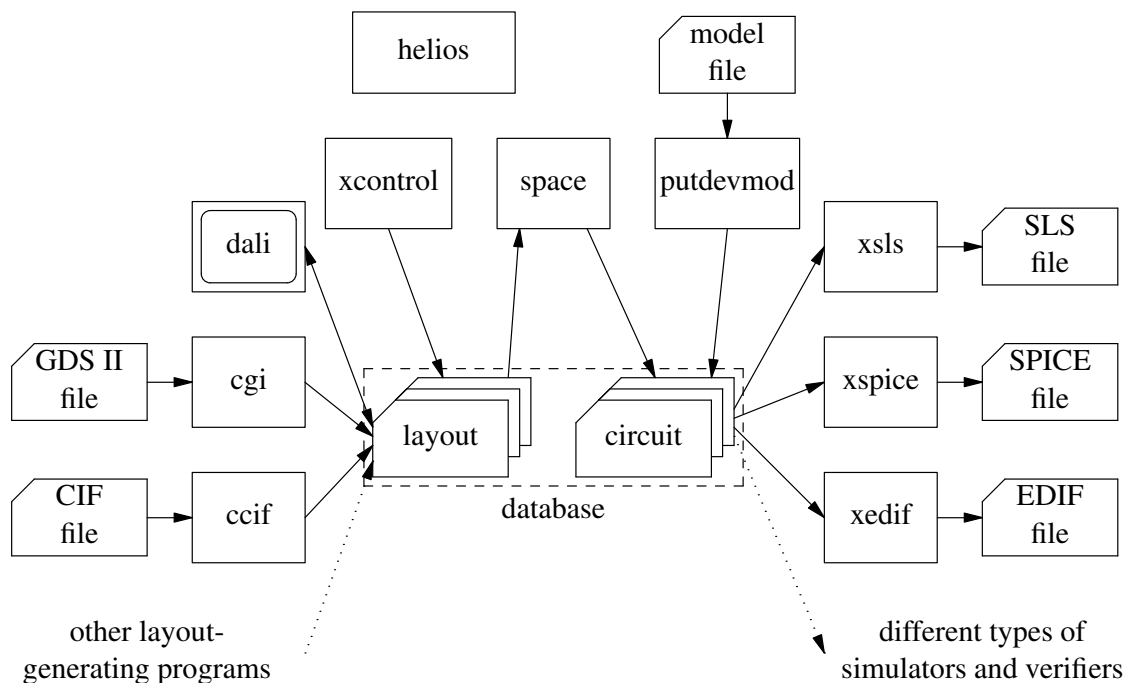 helios
model
file
xcontrol
space
putdevmod
dali
xsls
SLS
file
GDS II
file
cgi
xspice
SPICE
file
layout
circuit
database
CIF
file
ccif
xedif
EDIF
file
other layout-
generating programs
different types of
simulators and verifiers